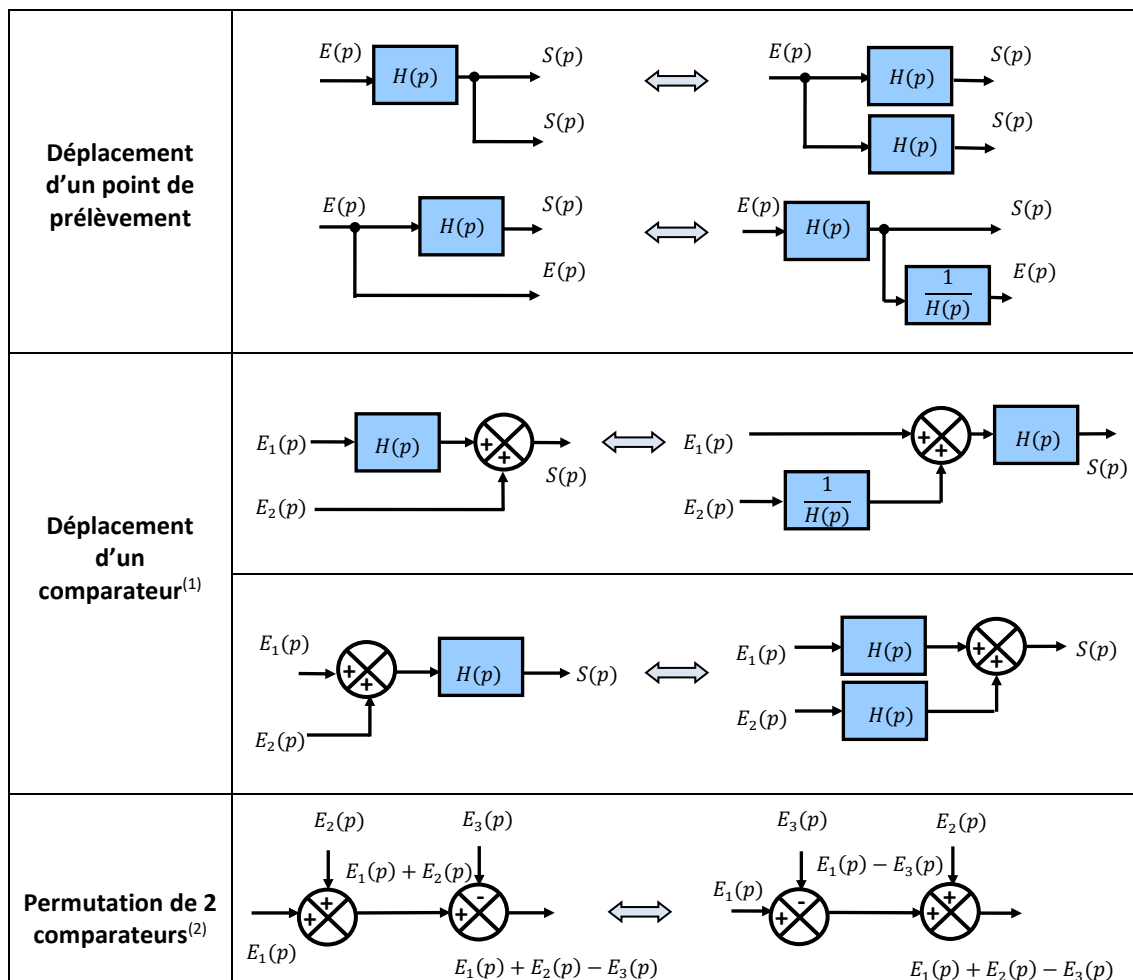 Déplacement
d'un point de
prélèvement
E(p)
H(p)
S(p)
S(p)
E(p)
H(p)
S(p)
H(p)
S(p)
E(p)
H(p)
S(p)
E(p)
E(p)
H(p)
S(p)
1
H(p)
E(p)
Déplacement
d'un
comparateur(1)
E1(p)
H(p)
+
+
S(p)
E2(p)
E1(p)
+
+
H(p)
S(p)
E2(p)
1
H(p)
E1(p)
+
+
H(p)
S(p)
E2(p)
E1(p)
H(p)
+
+
S(p)
E2(p)
H(p)
Permutation de 2
comparateurs(2)
E2(p)
E3(p)
E1(p) + E2(p)
+
+
+
-
E1(p)
E1(p) + E2(p) − E3(p)
E3(p)
E2(p)
E1(p) − E3(p)
E1(p)
+
-
+
+
E1(p) + E2(p) − E3(p)